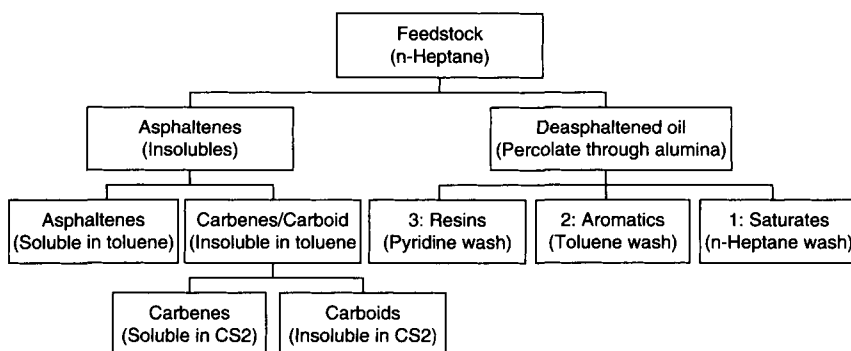 Feedstock
(n-Heptane)
Asphaltenes
(Insolubles)
Deasphaltened oil
(Percolate through alumina)
Asphaltenes
(Soluble in toluene)
Carbenes/Carboid
(Insoluble in toluene
3: Resins
(Pyridine wash)
2: Aromatics
(Toluene wash)
1: Saturates
(n-Heptane wash)
Carbenes
(Soluble in CS2)
Carboids
(Insoluble in CS2)